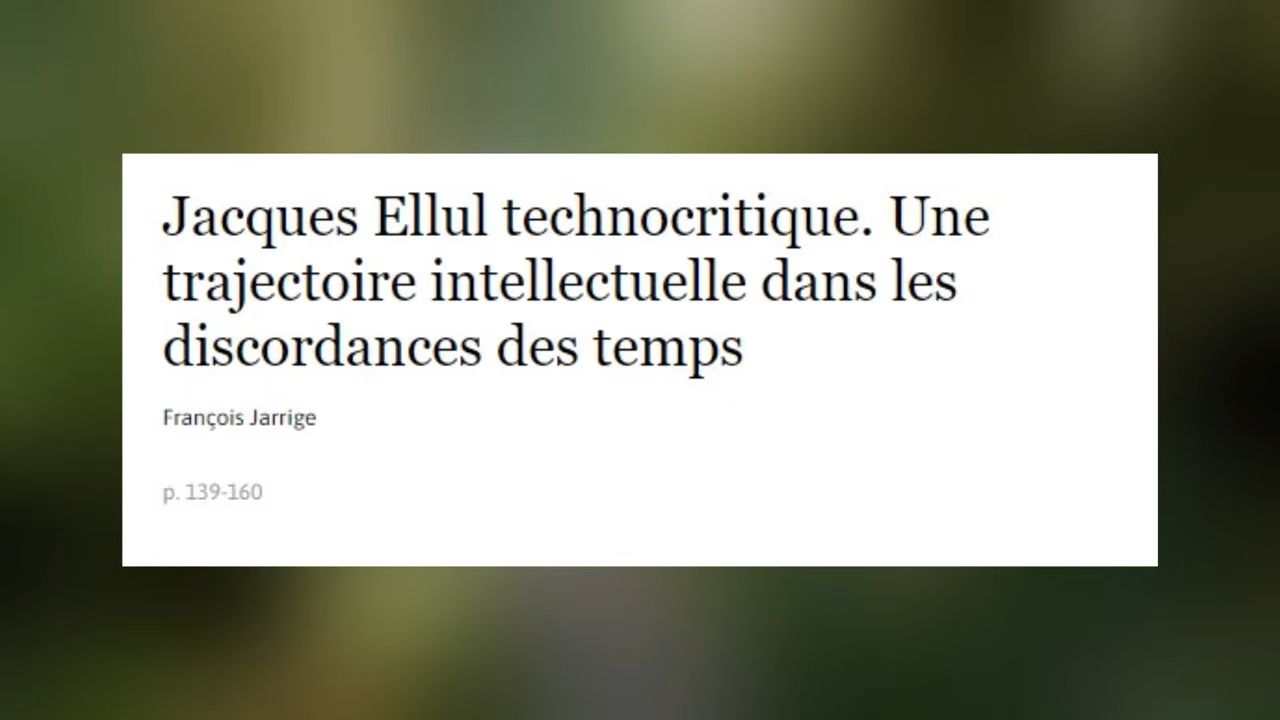 Jacques Ellul technocritique. Une
trajectoire intellectuelle dans les
discordances des temps
François Jarrige
p. 139-160